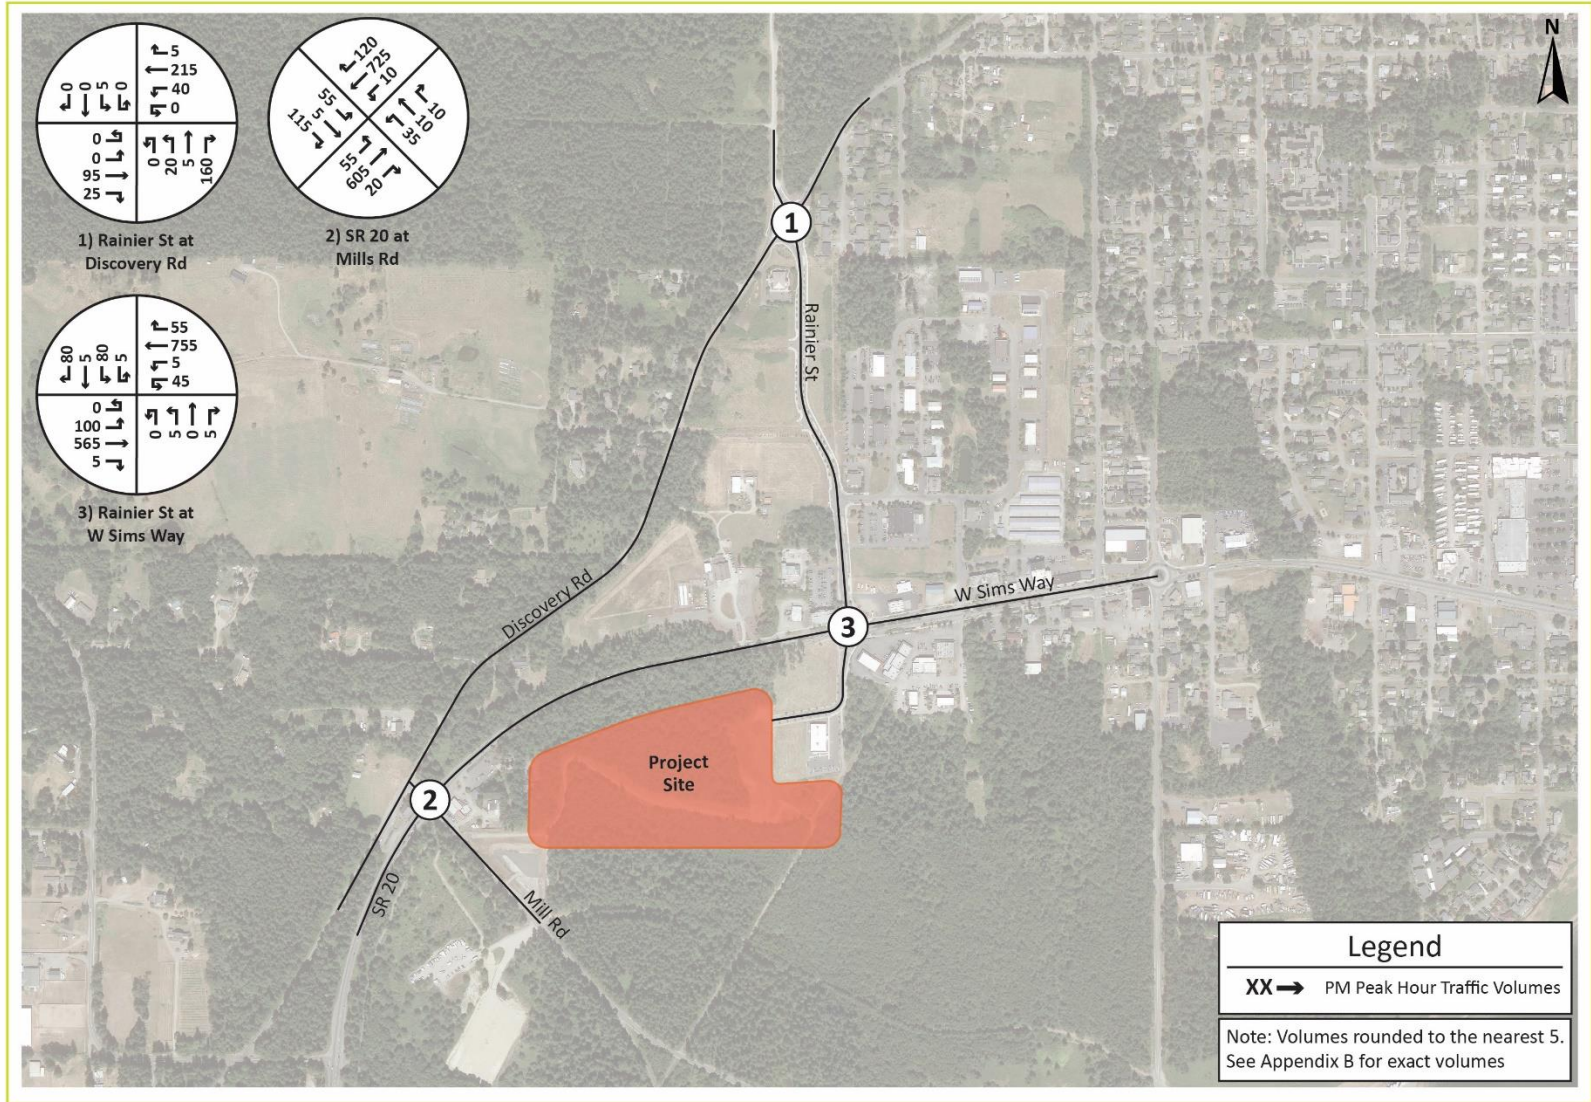 N
5
215
40
0
0
0
5
0
0
0
95
25
0
20
5
160
1) Rainier St at
Discovery Rd
120
725
10
55
5
115
10
10
35
55
605
20
2) SR 20 at
Mills Rd
55
755
5
45
80
5
80
5
0
100
565
5
0
5
0
5
3) Rainier St at
W Sims Way
1
Rainier St
Discovery Rd
W Sims Way
3
Project
Site
2
SR 20
Mill Rd
Legend
XX PM Peak Hour Traffic Volumes
Note: Volumes rounded to the nearest 5.
See Appendix B for exact volumes